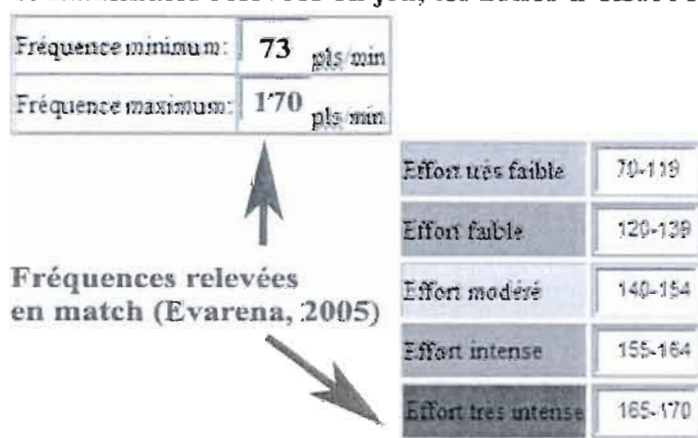 Fréquence minimum: 73 pls/min
Fréquence maximum: 170 pls/min
Effort très faible 70-119
Effort faible 120-139
Fréquences relevées
en match (Evarena, 2005)
Effort modéré 140-154
Effort intense 155-164
Effort très intense 165-170